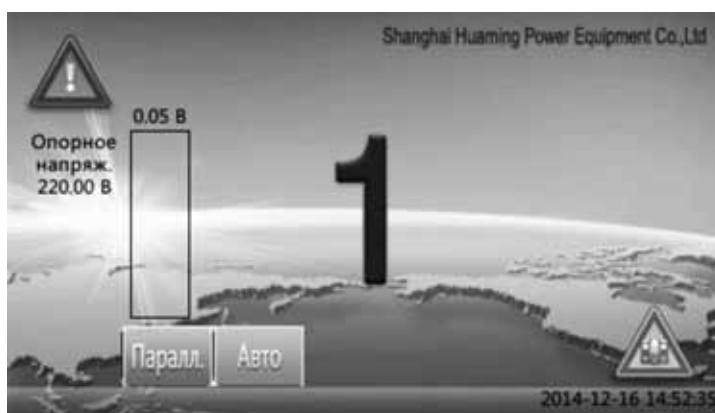 Shanghai Huaming Power Equipment Co.,Ltd
0.05 В
Опорное
напряж.
220.00 В
1
Паралл.
Авто
2014-12-16 14:52:35